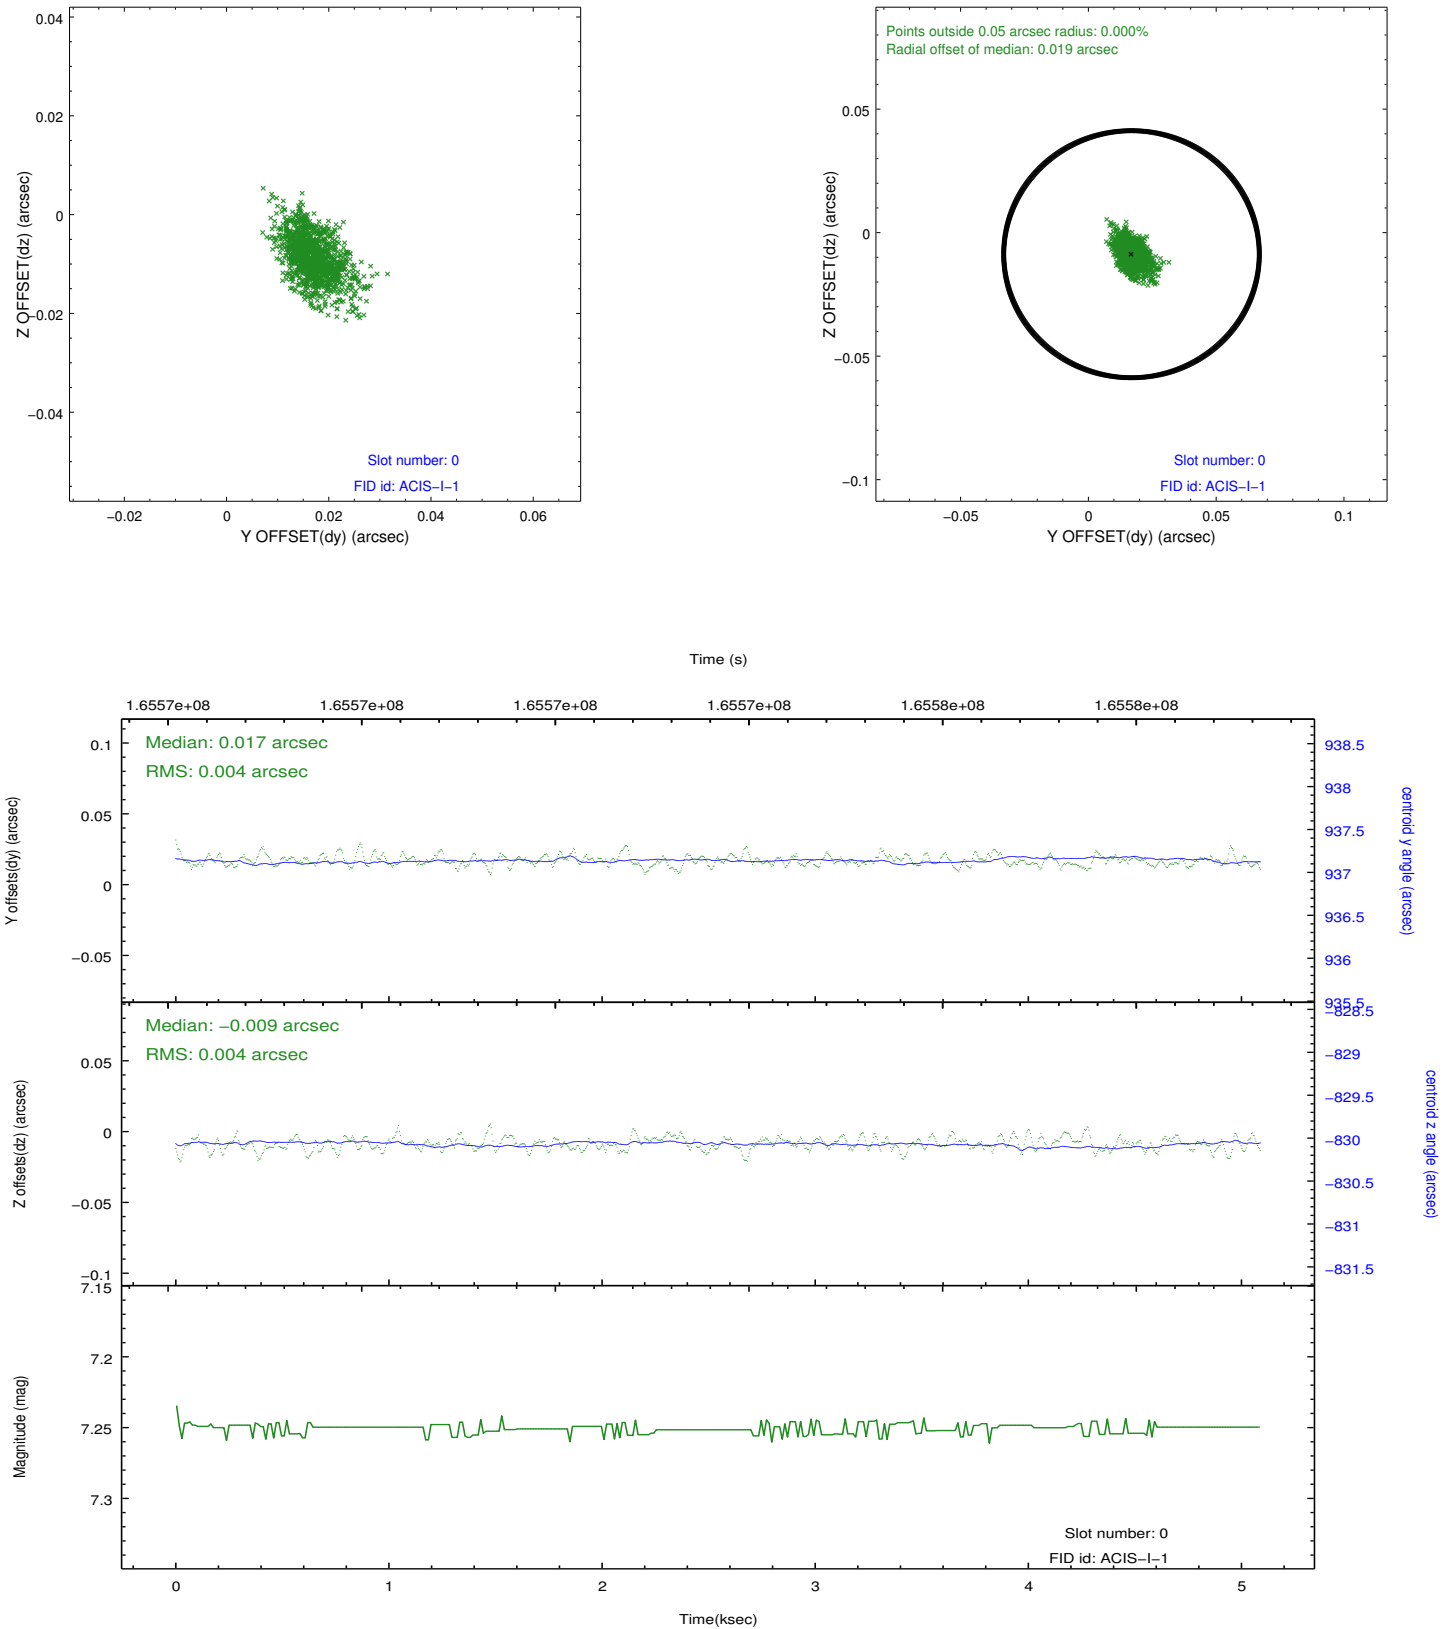 0.04
0.02
0
−0.02
−0.04
Z OFFSET(dz) (arcsec)
Slot number: 0
FID id: ACIS−I−1
−0.02 0 0.02 0.04 0.06
Y OFFSET(dy) (arcsec)
Points outside 0.05 arcsec radius: 0.000%
Radial offset of median: 0.019 arcsec
0.05
0
−0.05
−0.1
Z OFFSET(dz) (arcsec)
Slot number: 0
FID id: ACIS−I−1
−0.05 0 0.05 0.1
Y OFFSET(dy) (arcsec)
Time (s)
1.6557e+08 1.6557e+08 1.6557e+08 1.6557e+08 1.6558e+08 1.6558e+08
Median: 0.017 arcsec
RMS: 0.004 arcsec
0.1
0.05
0
−0.05
Y offsets(dy) (arcsec)
938.5
938
937.5
937
936.5
936
935.5
centroid y angle (arcsec)
Median: −0.009 arcsec
RMS: 0.004 arcsec
0.05
0
−0.05
−0.1
Z offsets(dz) (arcsec)
−828.5
−829
−829.5
−830
−830.5
−831
−831.5
centroid z angle (arcsec)
7.15
7.2
7.25
7.3
Magnitude (mag)
Slot number: 0
FID id: ACIS−I−1
0 1 2 3 4 5
Time(ksec)